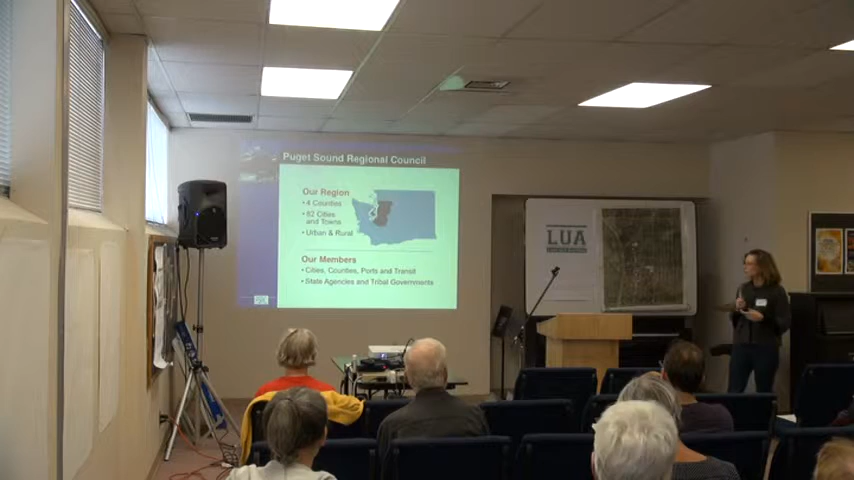 Puget Sound Regional Council
Our Region
• 4 Counties
• 82 Cities
and Towns
• Urban & Rural
Our Members
• Cities, Counties, Ports and Transit
• State Agencies and Tribal Governments
LUA